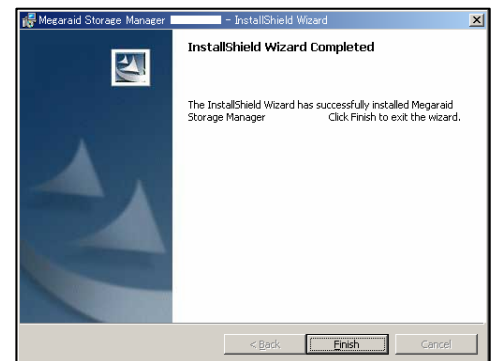 Megaraid Storage Manager - InstallShield Wizard
InstallShield Wizard Completed
The InstallShield Wizard has successfully installed Megaraid
Storage Manager Click Finish to exit the wizard.
< Back Finish Cancel